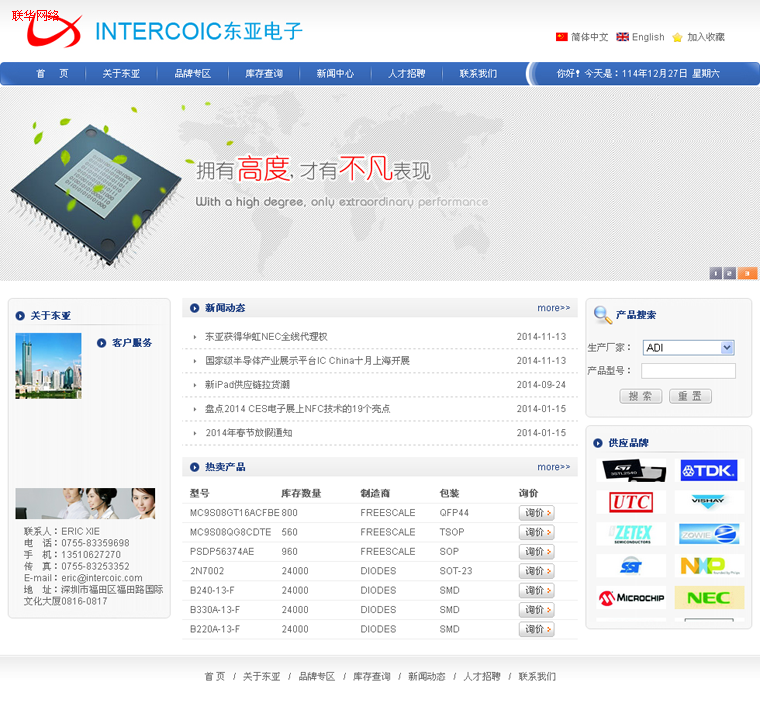 联华网络
INTERCOIC东亚电子
简体中文 English 加入收藏
首 页 关于东亚 品牌专区 库存查询 新闻中心 人才招聘 联系我们 你好! 今天是：114年12月27日 星期六
拥有高度, 才有不凡表现
With a high degree, only extraordinary performance
1 2 3
关于东亚
客户服务
联系人：ERIC XIE
电 话：0755-83359698
手 机：13510627270
传 真：0755-83253352
E-mail：eric@intercoic.com
地 址：深圳市福田区福田路国际
文化大厦0816-0817
新闻动态 more>>
东亚获得华虹NEC全线代理权 2014-11-13
国家级半导体产业展示平台IC China十月上海开展 2014-11-13
新iPad供应链拉货潮 2014-09-24
盘点2014 CES电子展上NFC技术的19个亮点 2014-01-15
2014年春节放假通知 2014-01-15
热卖产品 more>>
型号 库存数量 制造商 包装 询价
MC9S08GT16ACFBE 800 FREESCALE QFP44 询价
MC9S08QG8CDTE 560 FREESCALE TSOP 询价
PSDP56374AE 960 FREESCALE SOP 询价
2N7002 24000 DIODES SOT-23 询价
B240-13-F 24000 DIODES SMD 询价
B330A-13-F 24000 DIODES SMD 询价
B220A-13-F 24000 DIODES SMD 询价
产品搜索
生产厂家： ADI
产品型号：
搜 索 重 置
供应品牌
TDK
UTC VISHAY
ZETEX
SEMICONDUCTORS
ZOWIE
SST NXP
MICROCHIP NEC
首 页 / 关于东亚 / 品牌专区 / 库存查询 / 新闻动态 / 人才招聘 / 联系我们